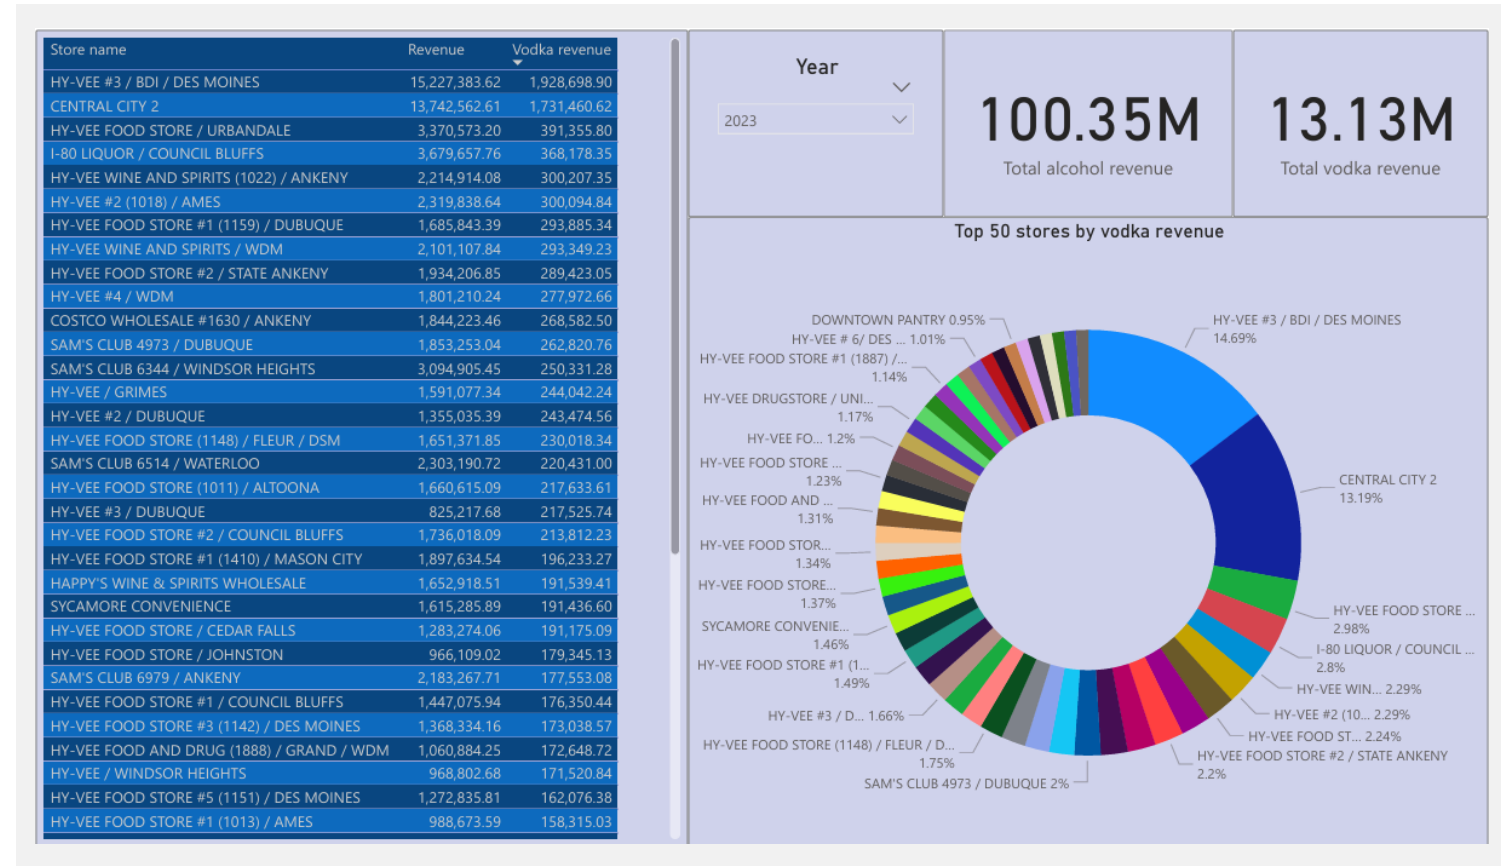 Store name Revenue Vodka revenue
HY-VEE #3 / BDI / DES MOINES 15,227,383.62 1,928,698.90
CENTRAL CITY 2 13,742,562.61 1,731,460.62
HY-VEE FOOD STORE / URBANDALE 3,370,573.20 391,355.80
I-80 LIQUOR / COUNCIL BLUFFS 3,679,657.76 368,178.35
HY-VEE WINE AND SPIRITS (1022) / ANKENY 2,214,914.08 300,207.35
HY-VEE #2 (1018) / AMES 2,319,838.64 300,094.84
HY-VEE FOOD STORE #1 (1159) / DUBUQUE 1,685,843.39 293,885.34
HY-VEE WINE AND SPIRITS / WDM 2,101,107.84 293,349.23
HY-VEE FOOD STORE #2 / STATE ANKENY 1,934,206.85 289,423.05
HY-VEE #4 / WDM 1,801,210.24 277,972.66
COSTCO WHOLESALE #1630 / ANKENY 1,844,223.46 268,582.50
SAM'S CLUB 4973 / DUBUQUE 1,853,253.04 262,820.76
SAM'S CLUB 6344 / WINDSOR HEIGHTS 3,094,905.45 250,331.28
HY-VEE / GRIMES 1,591,077.34 244,042.24
HY-VEE #2 / DUBUQUE 1,355,035.39 243,474.56
HY-VEE FOOD STORE (1148) / FLEUR / DSM 1,651,371.85 230,018.34
SAM'S CLUB 6514 / WATERLOO 2,303,190.72 220,431.00
HY-VEE FOOD STORE (1011) / ALTOONA 1,660,615.09 217,633.61
HY-VEE #3 / DUBUQUE 825,217.68 217,525.74
HY-VEE FOOD STORE #2 / COUNCIL BLUFFS 1,736,018.09 213,812.23
HY-VEE FOOD STORE #1 (1410) / MASON CITY 1,897,634.54 196,233.27
HAPPY'S WINE & SPIRITS WHOLESALE 1,652,918.51 191,539.41
SYCAMORE CONVENIENCE 1,615,285.89 191,436.60
HY-VEE FOOD STORE / CEDAR FALLS 1,283,274.06 191,175.09
HY-VEE FOOD STORE / JOHNSTON 966,109.02 179,345.13
SAM'S CLUB 6979 / ANKENY 2,183,267.71 177,553.08
HY-VEE FOOD STORE #1 / COUNCIL BLUFFS 1,447,075.94 176,350.44
HY-VEE FOOD STORE #3 (1142) / DES MOINES 1,368,334.16 173,038.57
HY-VEE FOOD AND DRUG (1888) / GRAND / WDM 1,060,884.25 172,648.72
HY-VEE / WINDSOR HEIGHTS 968,802.68 171,520.84
HY-VEE FOOD STORE #5 (1151) / DES MOINES 1,272,835.81 162,076.38
HY-VEE FOOD STORE #1 (1013) / AMES 988,673.59 158,315.03
Year
2023
100.35M
Total alcohol revenue
13.13M
Total vodka revenue
Top 50 stores by vodka revenue
HY-VEE #3 / BDI / DES MOINES
14.69%
CENTRAL CITY 2
13.19%
HY-VEE FOOD STORE ...
2.98%
I-80 LIQUOR / COUNCIL ...
2.8%
HY-VEE WIN... 2.29%
HY-VEE #2 (10... 2.29%
HY-VEE FOOD ST... 2.24%
HY-VEE FOOD STORE #2 / STATE ANKENY
2.2%
SAM'S CLUB 4973 / DUBUQUE 2%
HY-VEE FOOD STORE (1148) / FLEUR / D...
1.75%
HY-VEE #3 / D... 1.66%
HY-VEE FOOD STORE #1 (1...
1.49%
SYCAMORE CONVENIE...
1.46%
HY-VEE FOOD STORE...
1.37%
HY-VEE FOOD STOR...
1.34%
HY-VEE FOOD AND ...
1.31%
HY-VEE FOOD STORE ...
1.23%
HY-VEE FO... 1.2%
HY-VEE DRUGSTORE / UNI...
1.17%
HY-VEE FOOD STORE #1 (1887) /...
1.14%
HY-VEE # 6/ DES ... 1.01%
DOWNTOWN PANTRY 0.95%